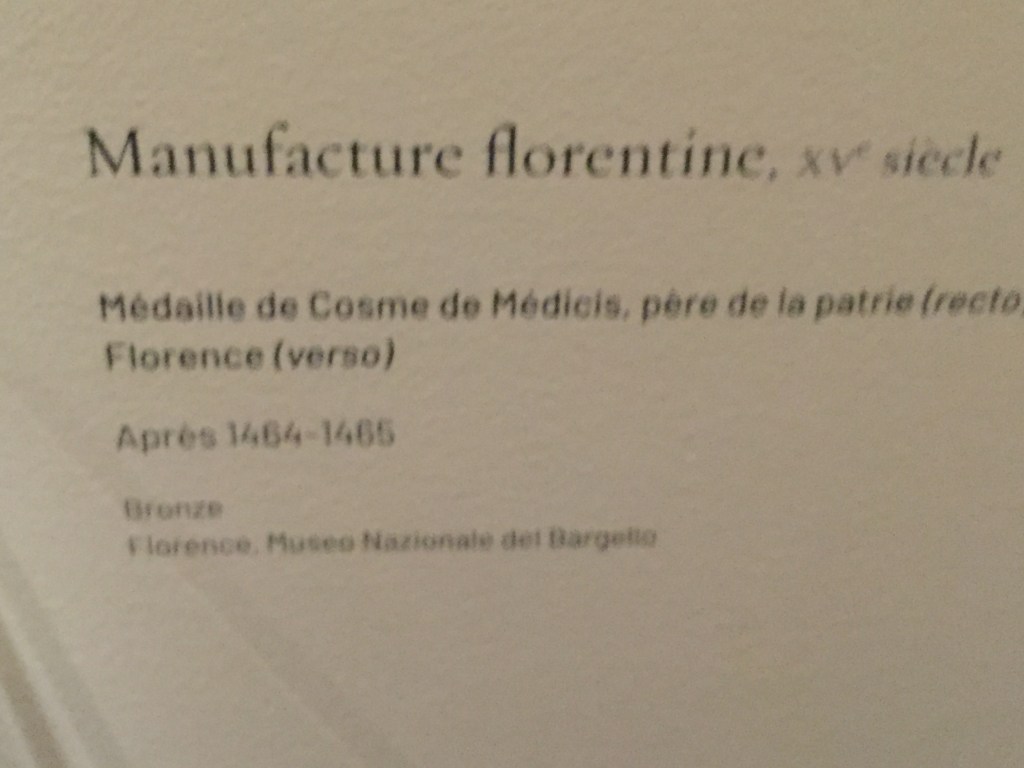 Manufacture florentine, XVe siècle
Médaille de Cosme de Médicis, père de la patrie (recto)
Florence (verso)
Après 1464-1465
Bronze
Florence, Museo Nazionale del Bargello